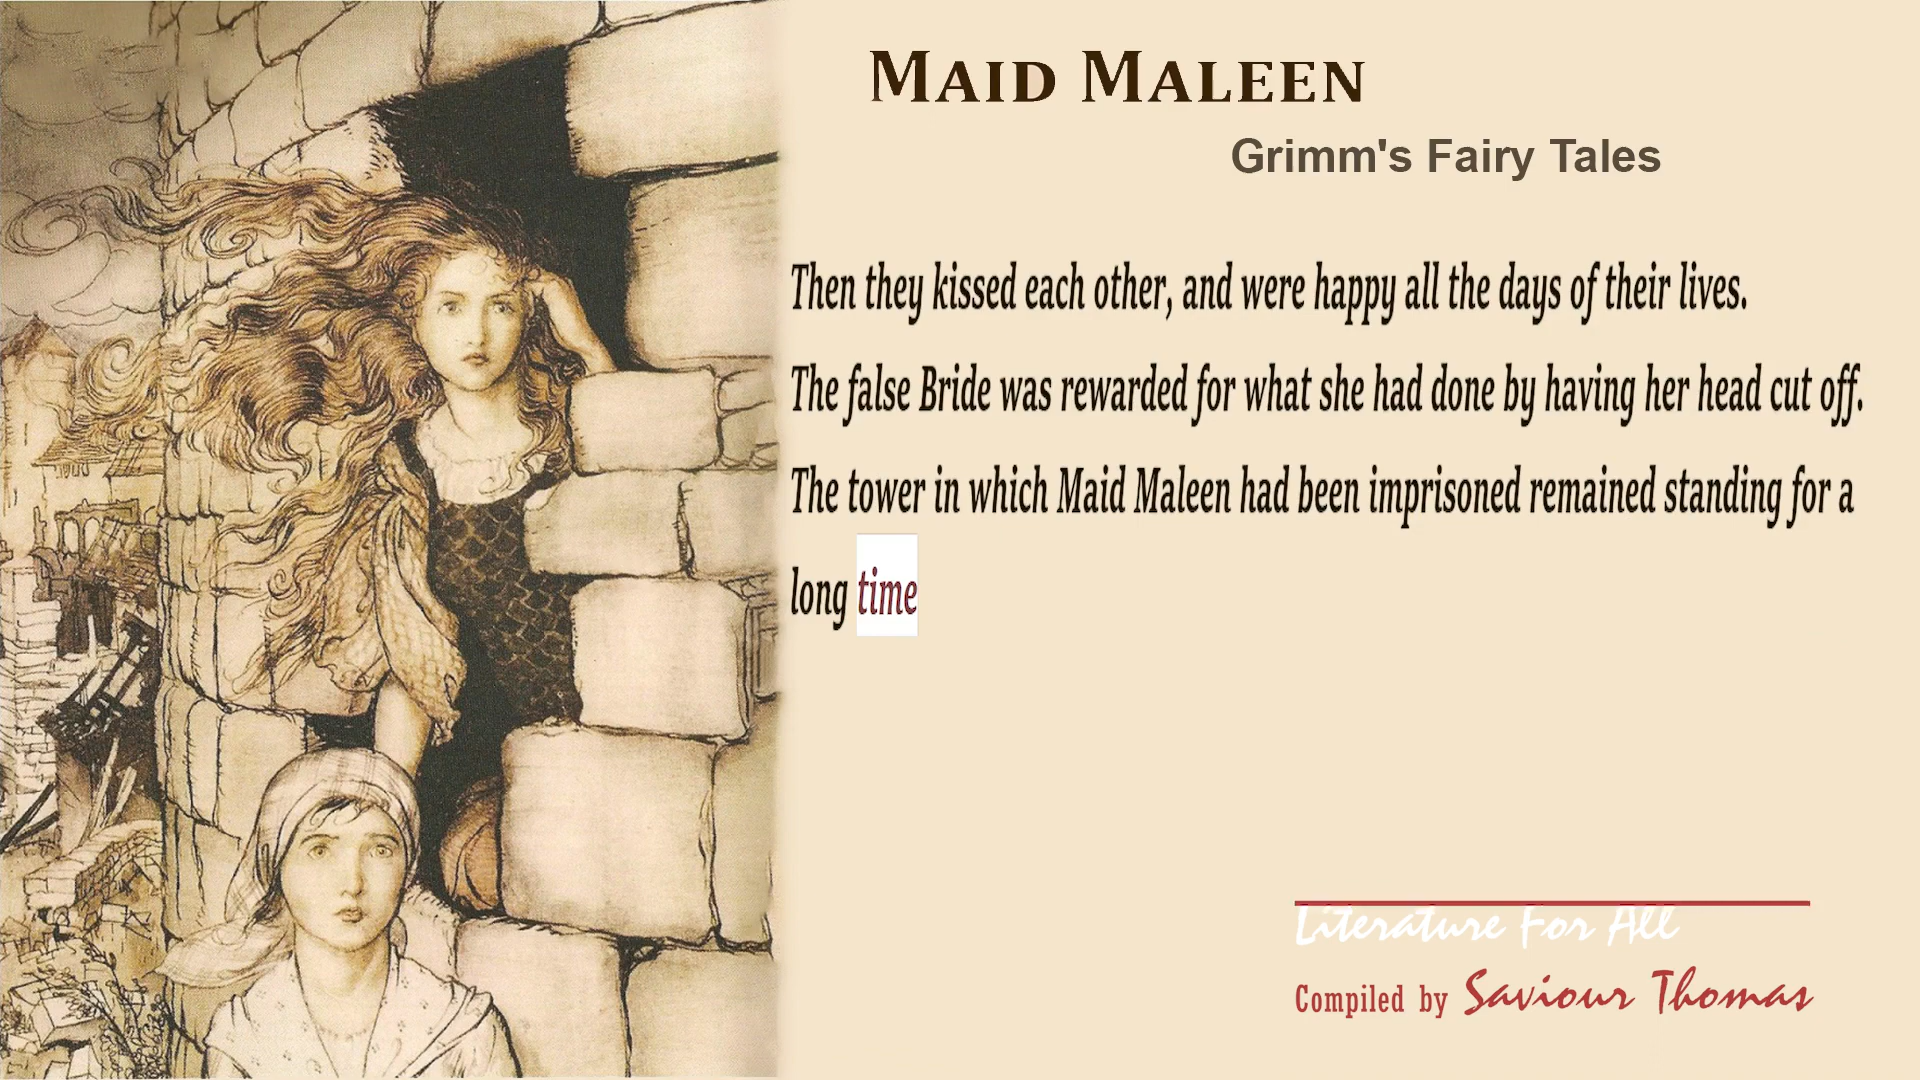 Maid Maleen
Grimm's Fairy Tales
Then they kissed each other, and were happy all the days of their lives.
The false Bride was rewarded for what she had done by having her head cut off.
The tower in which Maid Maleen had been imprisoned remained standing for a
long time
Literature For All
Compiled by Saviour Thomas